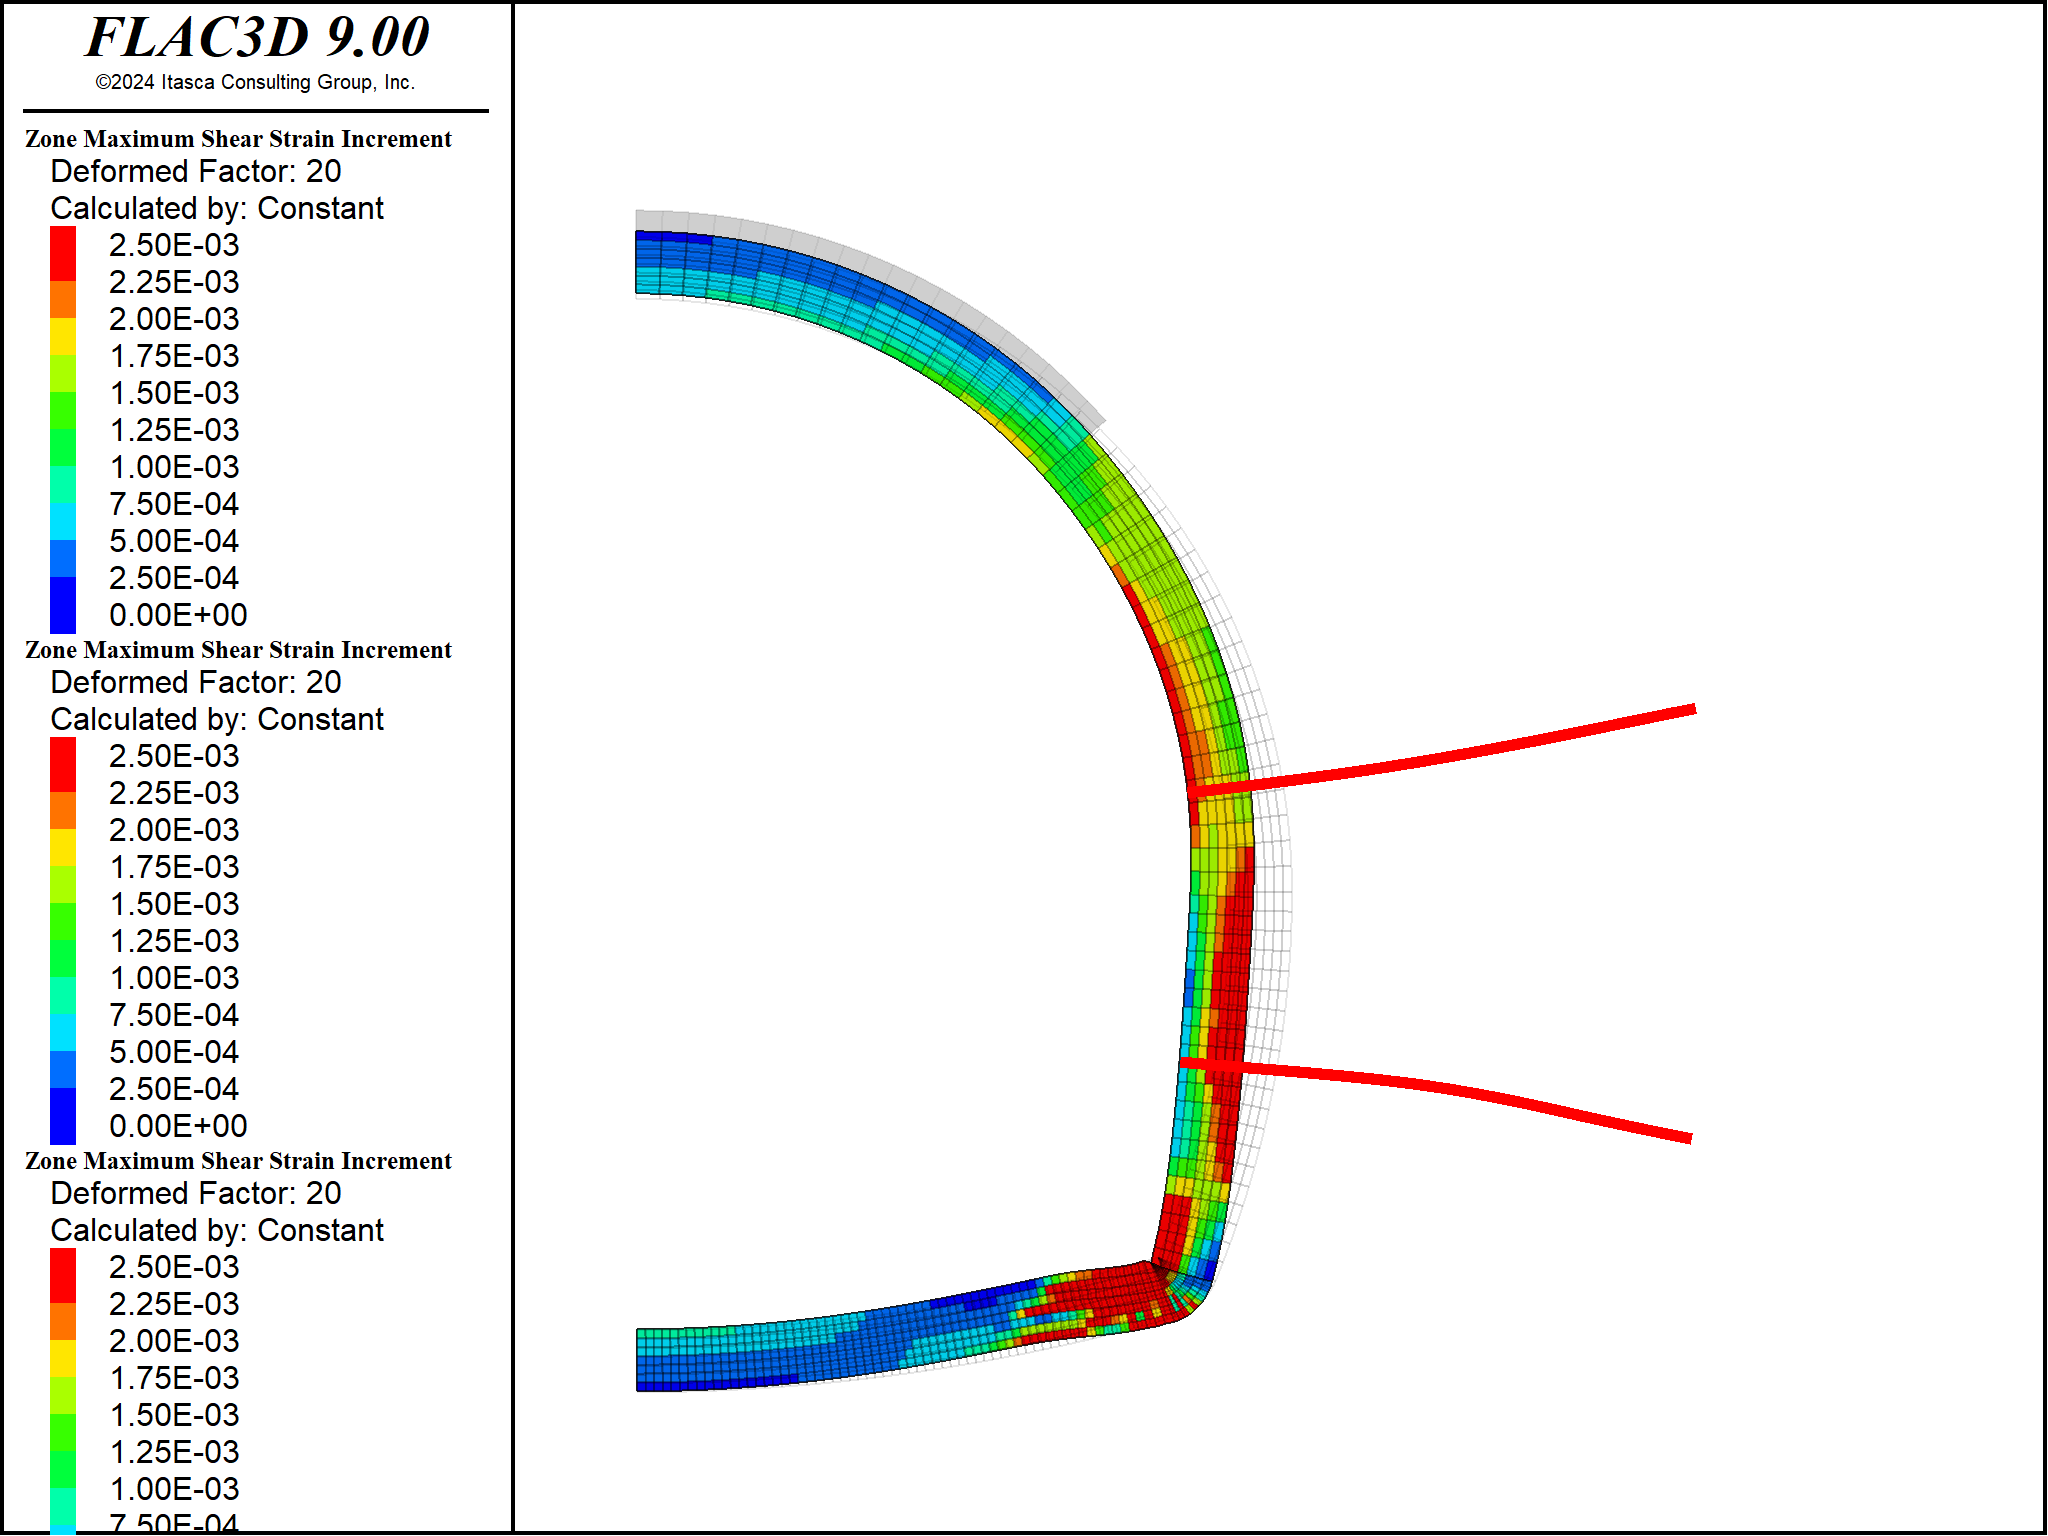 FLAC3D 9.00
©2024 Itasca Consulting Group, Inc.
Zone Maximum Shear Strain Increment
Deformed Factor: 20
Calculated by: Constant
2.50E-03
2.25E-03
2.00E-03
1.75E-03
1.50E-03
1.25E-03
1.00E-03
7.50E-04
5.00E-04
2.50E-04
0.00E+00
Zone Maximum Shear Strain Increment
Deformed Factor: 20
Calculated by: Constant
2.50E-03
2.25E-03
2.00E-03
1.75E-03
1.50E-03
1.25E-03
1.00E-03
7.50E-04
5.00E-04
2.50E-04
0.00E+00
Zone Maximum Shear Strain Increment
Deformed Factor: 20
Calculated by: Constant
2.50E-03
2.25E-03
2.00E-03
1.75E-03
1.50E-03
1.25E-03
1.00E-03
7.50E-04